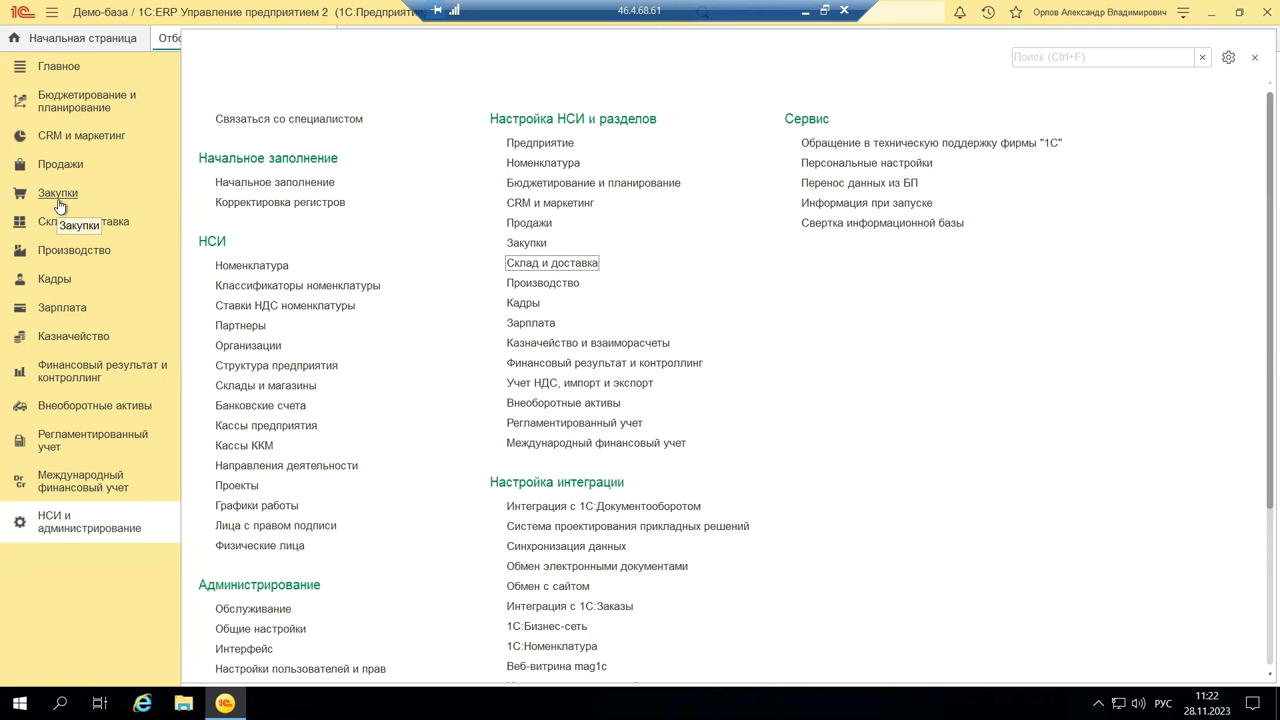 Демо-база / 1С:ERP Управление предприятием 2 (1С:Предприятие
46.4.68.61
Орлов Александр Владимирович
Начальная страница
Отбо
Главное
Бюджетирование и
планирование
CRM и маркетинг
Продажи
Закупки
Закупки
Производство
Кадры
Зарплата
Казначейство
Финансовый результат и
контроллинг
Внеоборотные активы
Регламентированный
учет
Международный
финансовый учет
НСИ и
администрирование
Поиск (Ctrl+F)
Связаться со специалистом
Начальное заполнение
Начальное заполнение
Корректировка регистров
НСИ
Номенклатура
Классификаторы номенклатуры
Ставки НДС номенклатуры
Партнеры
Организации
Структура предприятия
Склады и магазины
Банковские счета
Кассы предприятия
Кассы ККМ
Направления деятельности
Проекты
Графики работы
Лица с правом подписи
Физические лица
Администрирование
Обслуживание
Общие настройки
Интерфейс
Настройки пользователей и прав
Настройка НСИ и разделов
Предприятие
Номенклатура
Бюджетирование и планирование
CRM и маркетинг
Продажи
Закупки
Склад и доставка
Производство
Кадры
Зарплата
Казначейство и взаиморасчеты
Финансовый результат и контроллинг
Учет НДС, импорт и экспорт
Внеоборотные активы
Регламентированный учет
Международный финансовый учет
Настройка интеграции
Интеграция с 1С:Документооборотом
Система проектирования прикладных решений
Синхронизация данных
Обмен электронными документами
Обмен с сайтом
Интеграция с 1С:Заказы
1С:Бизнес-сеть
1С:Номенклатура
Веб-витрина mag1c
Сервис
Обращение в техническую поддержку фирмы "1С"
Персональные настройки
Перенос данных из БП
Информация при запуске
Свертка информационной базы
РУС
11:22
28.11.2023